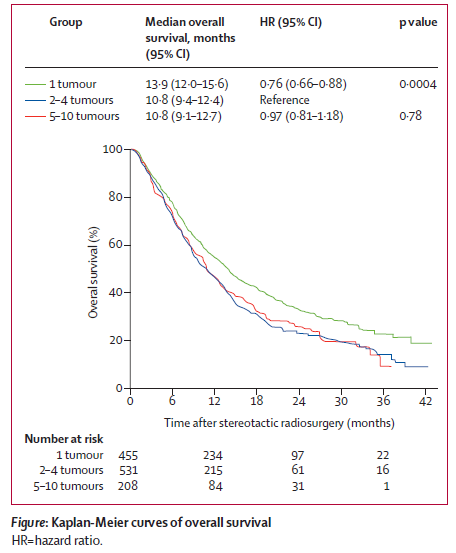 Group Median overall HR (95% CI) p value
survival, months
(95% CI)
1 tumour 13·9 (12·0–15·6) 0·76 (0·66–0·88) 0·0004
2–4 tumours 10·8 (9·4–12·4) Reference
5–10 tumours 10·8 (9·1–12·7) 0·97 (0·81–1·18) 0·78
100
80
60
40
20
0
Overall survival (%)
0 6 12 18 24 30 36 42
Time after stereotactic radiosurgery (months)
Number at risk
1 tumour 455 234 97 22
2–4 tumours 531 215 61 16
5–10 tumours 208 84 31 1
Figure: Kaplan-Meier curves of overall survival
HR=hazard ratio.